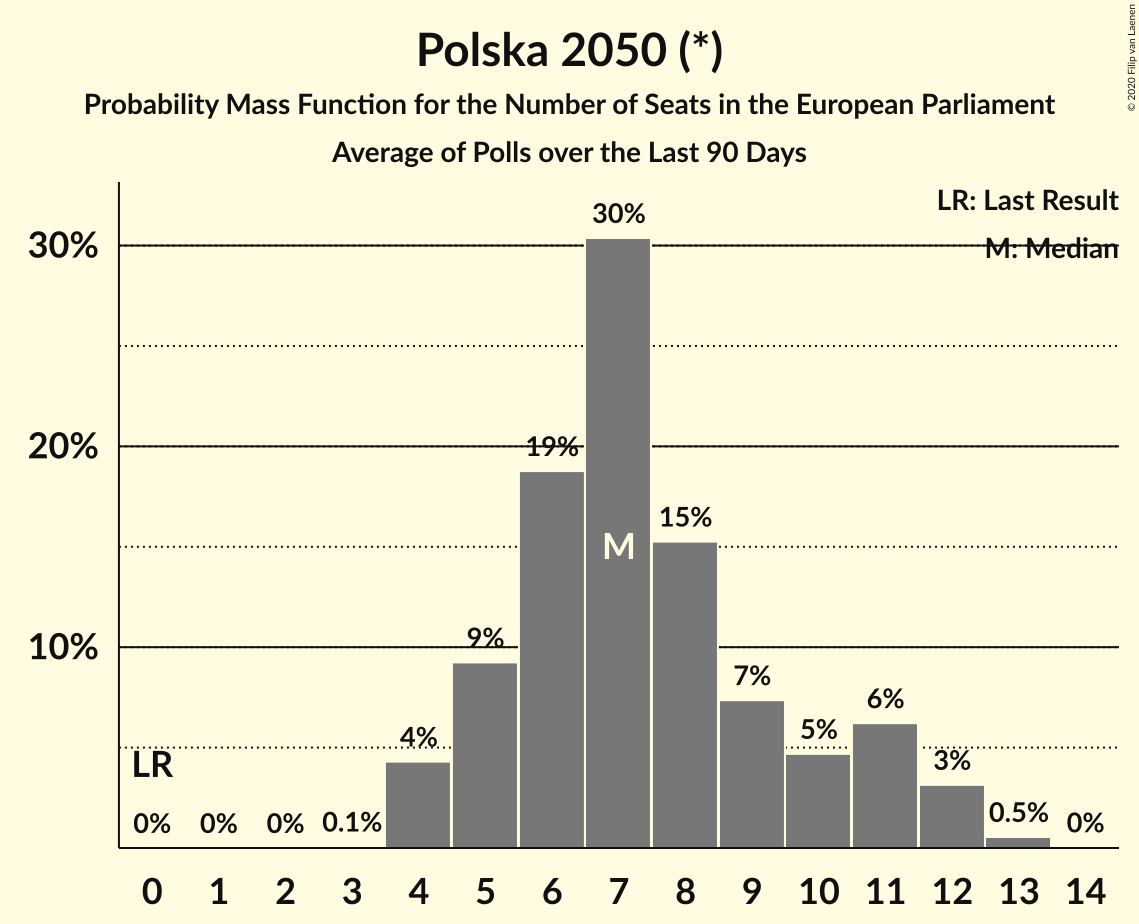 Polska 2050 (*)
Probability Mass Function for the Number of Seats in the European Parliament
Average of Polls over the Last 90 Days
© 2020 Filip van Laenen
LR: Last Result
M: Median
30%
20%
10%
30%
19%
15%
9%
7%
6%
5%
4%
3%
0.5%
0% 0% 0% 0.1%
0%
LR
M
0 1 2 3 4 5 6 7 8 9 10 11 12 13 14